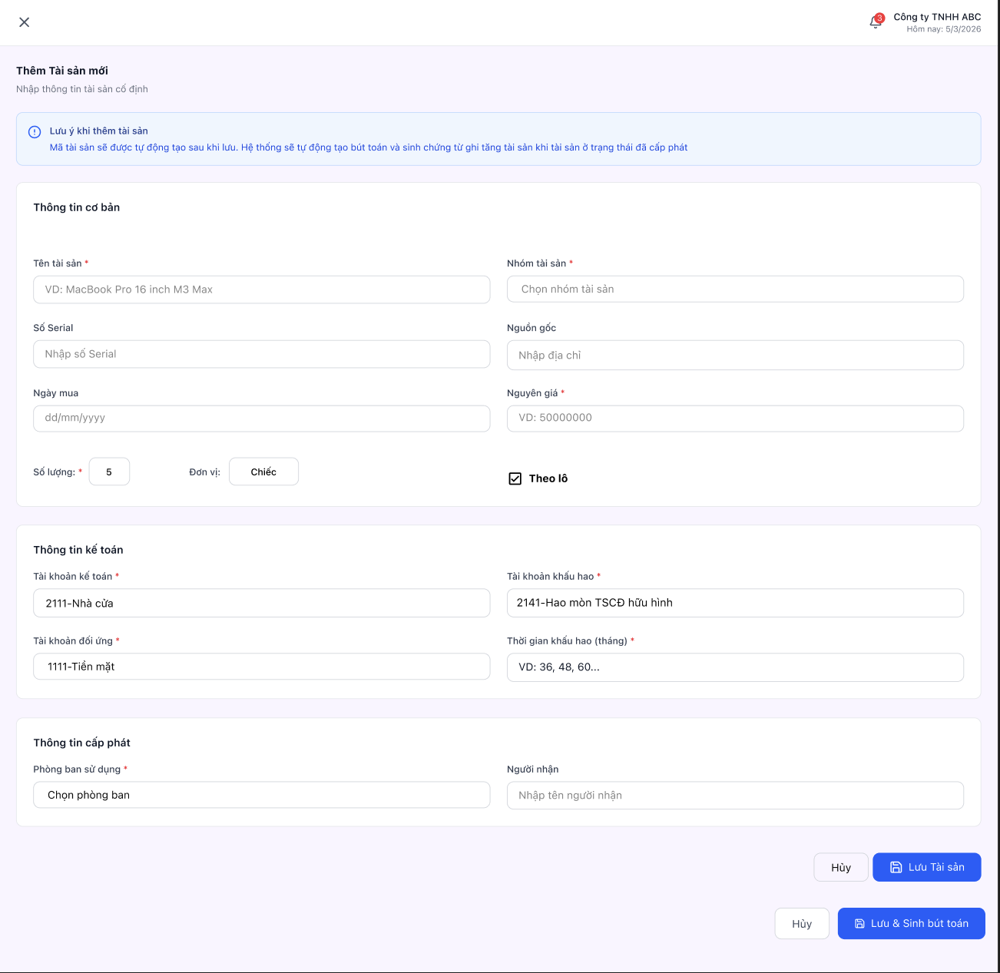 3
Công ty TNHH ABC
Hôm nay: 5/3/2026
Thêm Tài sản mới
Nhập thông tin tài sản cố định
Lưu ý khi thêm tài sản
Mã tài sản sẽ được tự động tạo sau khi lưu. Hệ thống sẽ tự động tạo bút toán và sinh chứng từ ghi tăng tài sản khi tài sản ở trạng thái đã cấp phát
Thông tin cơ bản
Tên tài sản *
Nhóm tài sản *
VD: MacBook Pro 16 inch M3 Max
Chọn nhóm tài sản
Số Serial
Nguồn gốc
Nhập số Serial
Nhập địa chỉ
Ngày mua
Nguyên giá *
dd/mm/yyyy
VD: 50000000
Số lượng: * 5 Đơn vị: Chiếc
Theo lô
Thông tin kế toán
Tài khoản kế toán *
Tài khoản khấu hao *
2111-Nhà cửa
2141-Hao mòn TSCĐ hữu hình
Tài khoản đối ứng *
Thời gian khấu hao (tháng) *
1111-Tiền mặt
VD: 36, 48, 60...
Thông tin cấp phát
Phòng ban sử dụng *
Người nhận
Chọn phòng ban
Nhập tên người nhận
Hủy
Lưu Tài sản
Hủy
Lưu & Sinh bút toán